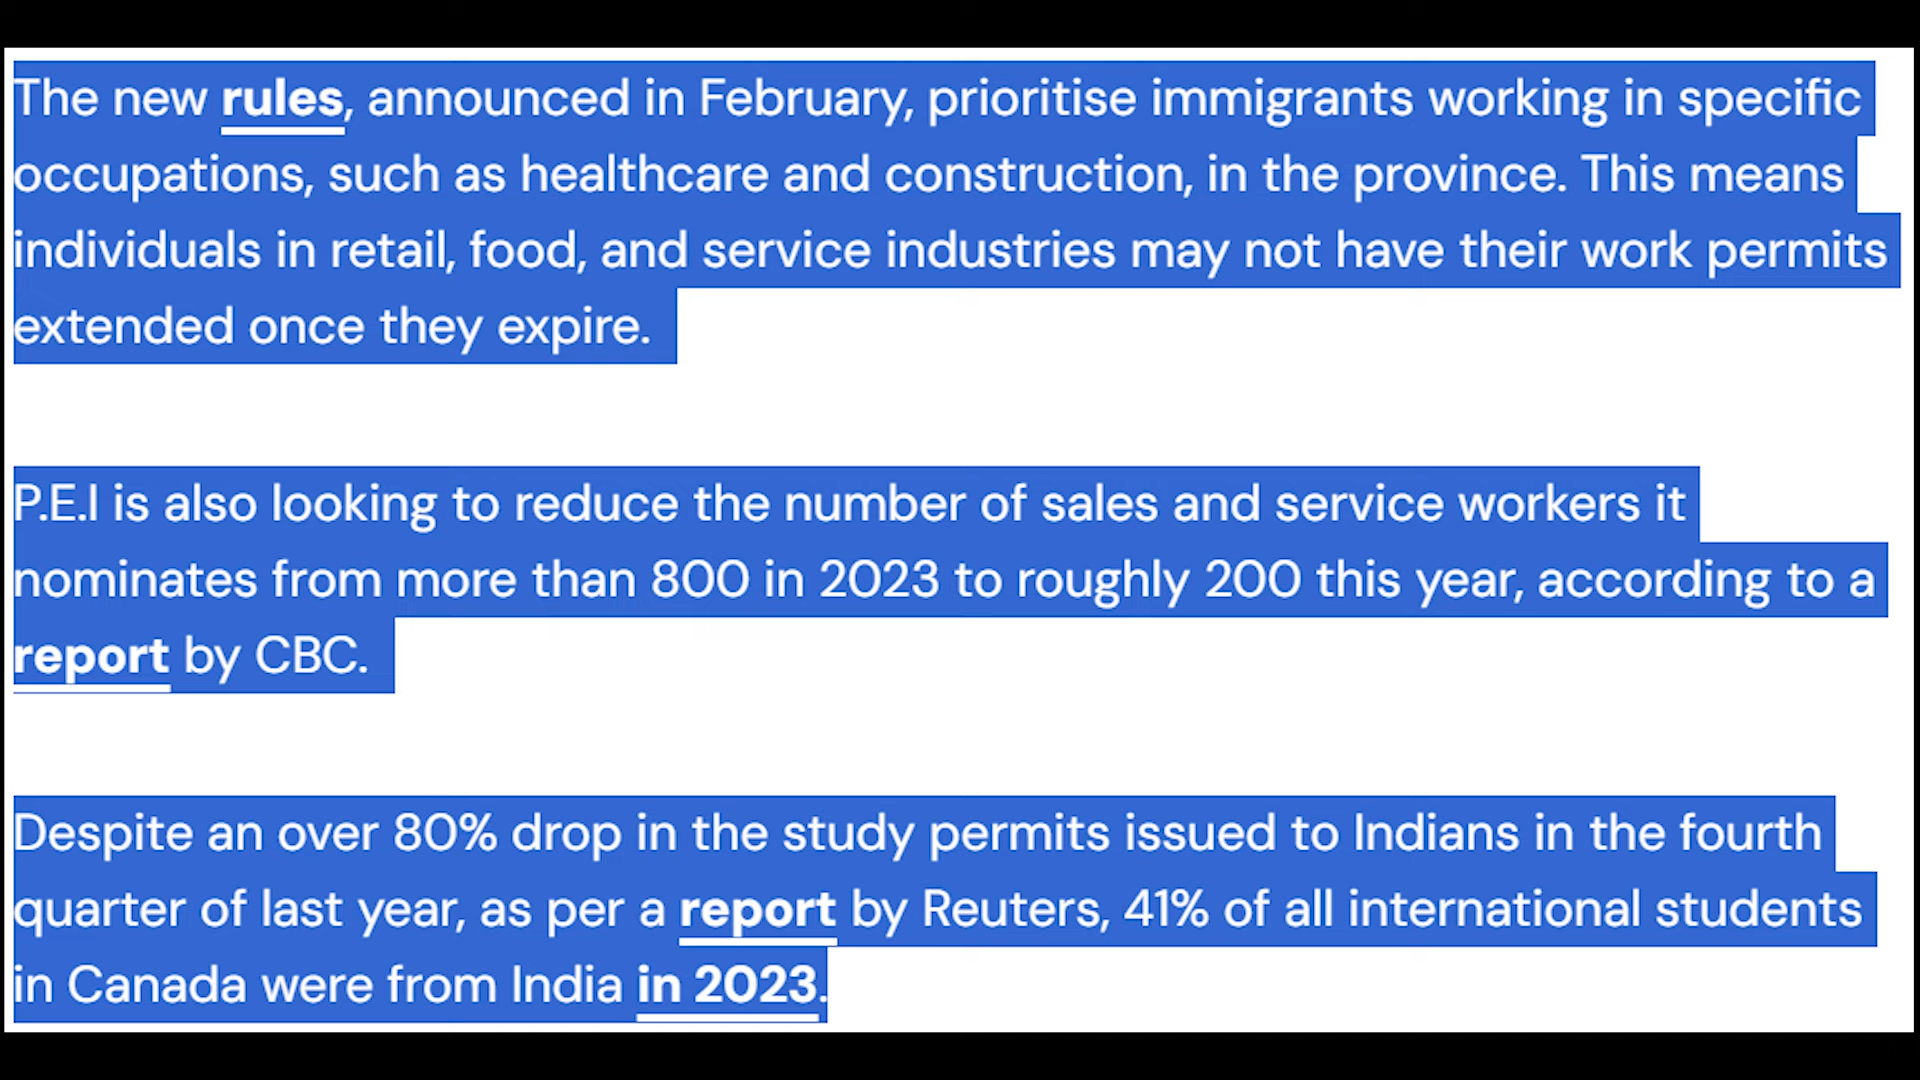 The new rules, announced in February, prioritise immigrants working in specific
occupations, such as healthcare and construction, in the province. This means
individuals in retail, food, and service industries may not have their work permits
extended once they expire.
P.E.I is also looking to reduce the number of sales and service workers it
nominates from more than 800 in 2023 to roughly 200 this year, according to a
report by CBC.
Despite an over 80% drop in the study permits issued to Indians in the fourth
quarter of last year, as per a report by Reuters, 41% of all international students
in Canada were from India in 2023.